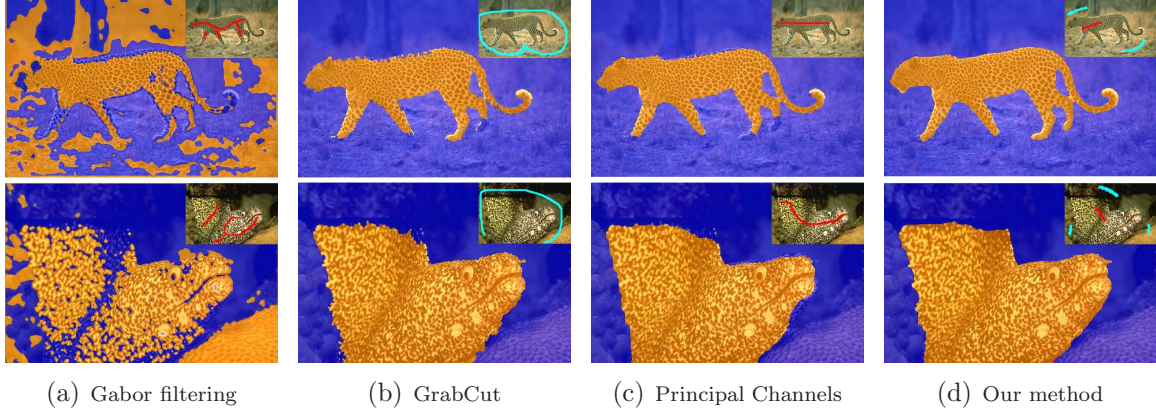 (a) Gabor filtering
(b) GrabCut
(c) Principal Channels
(d) Our method